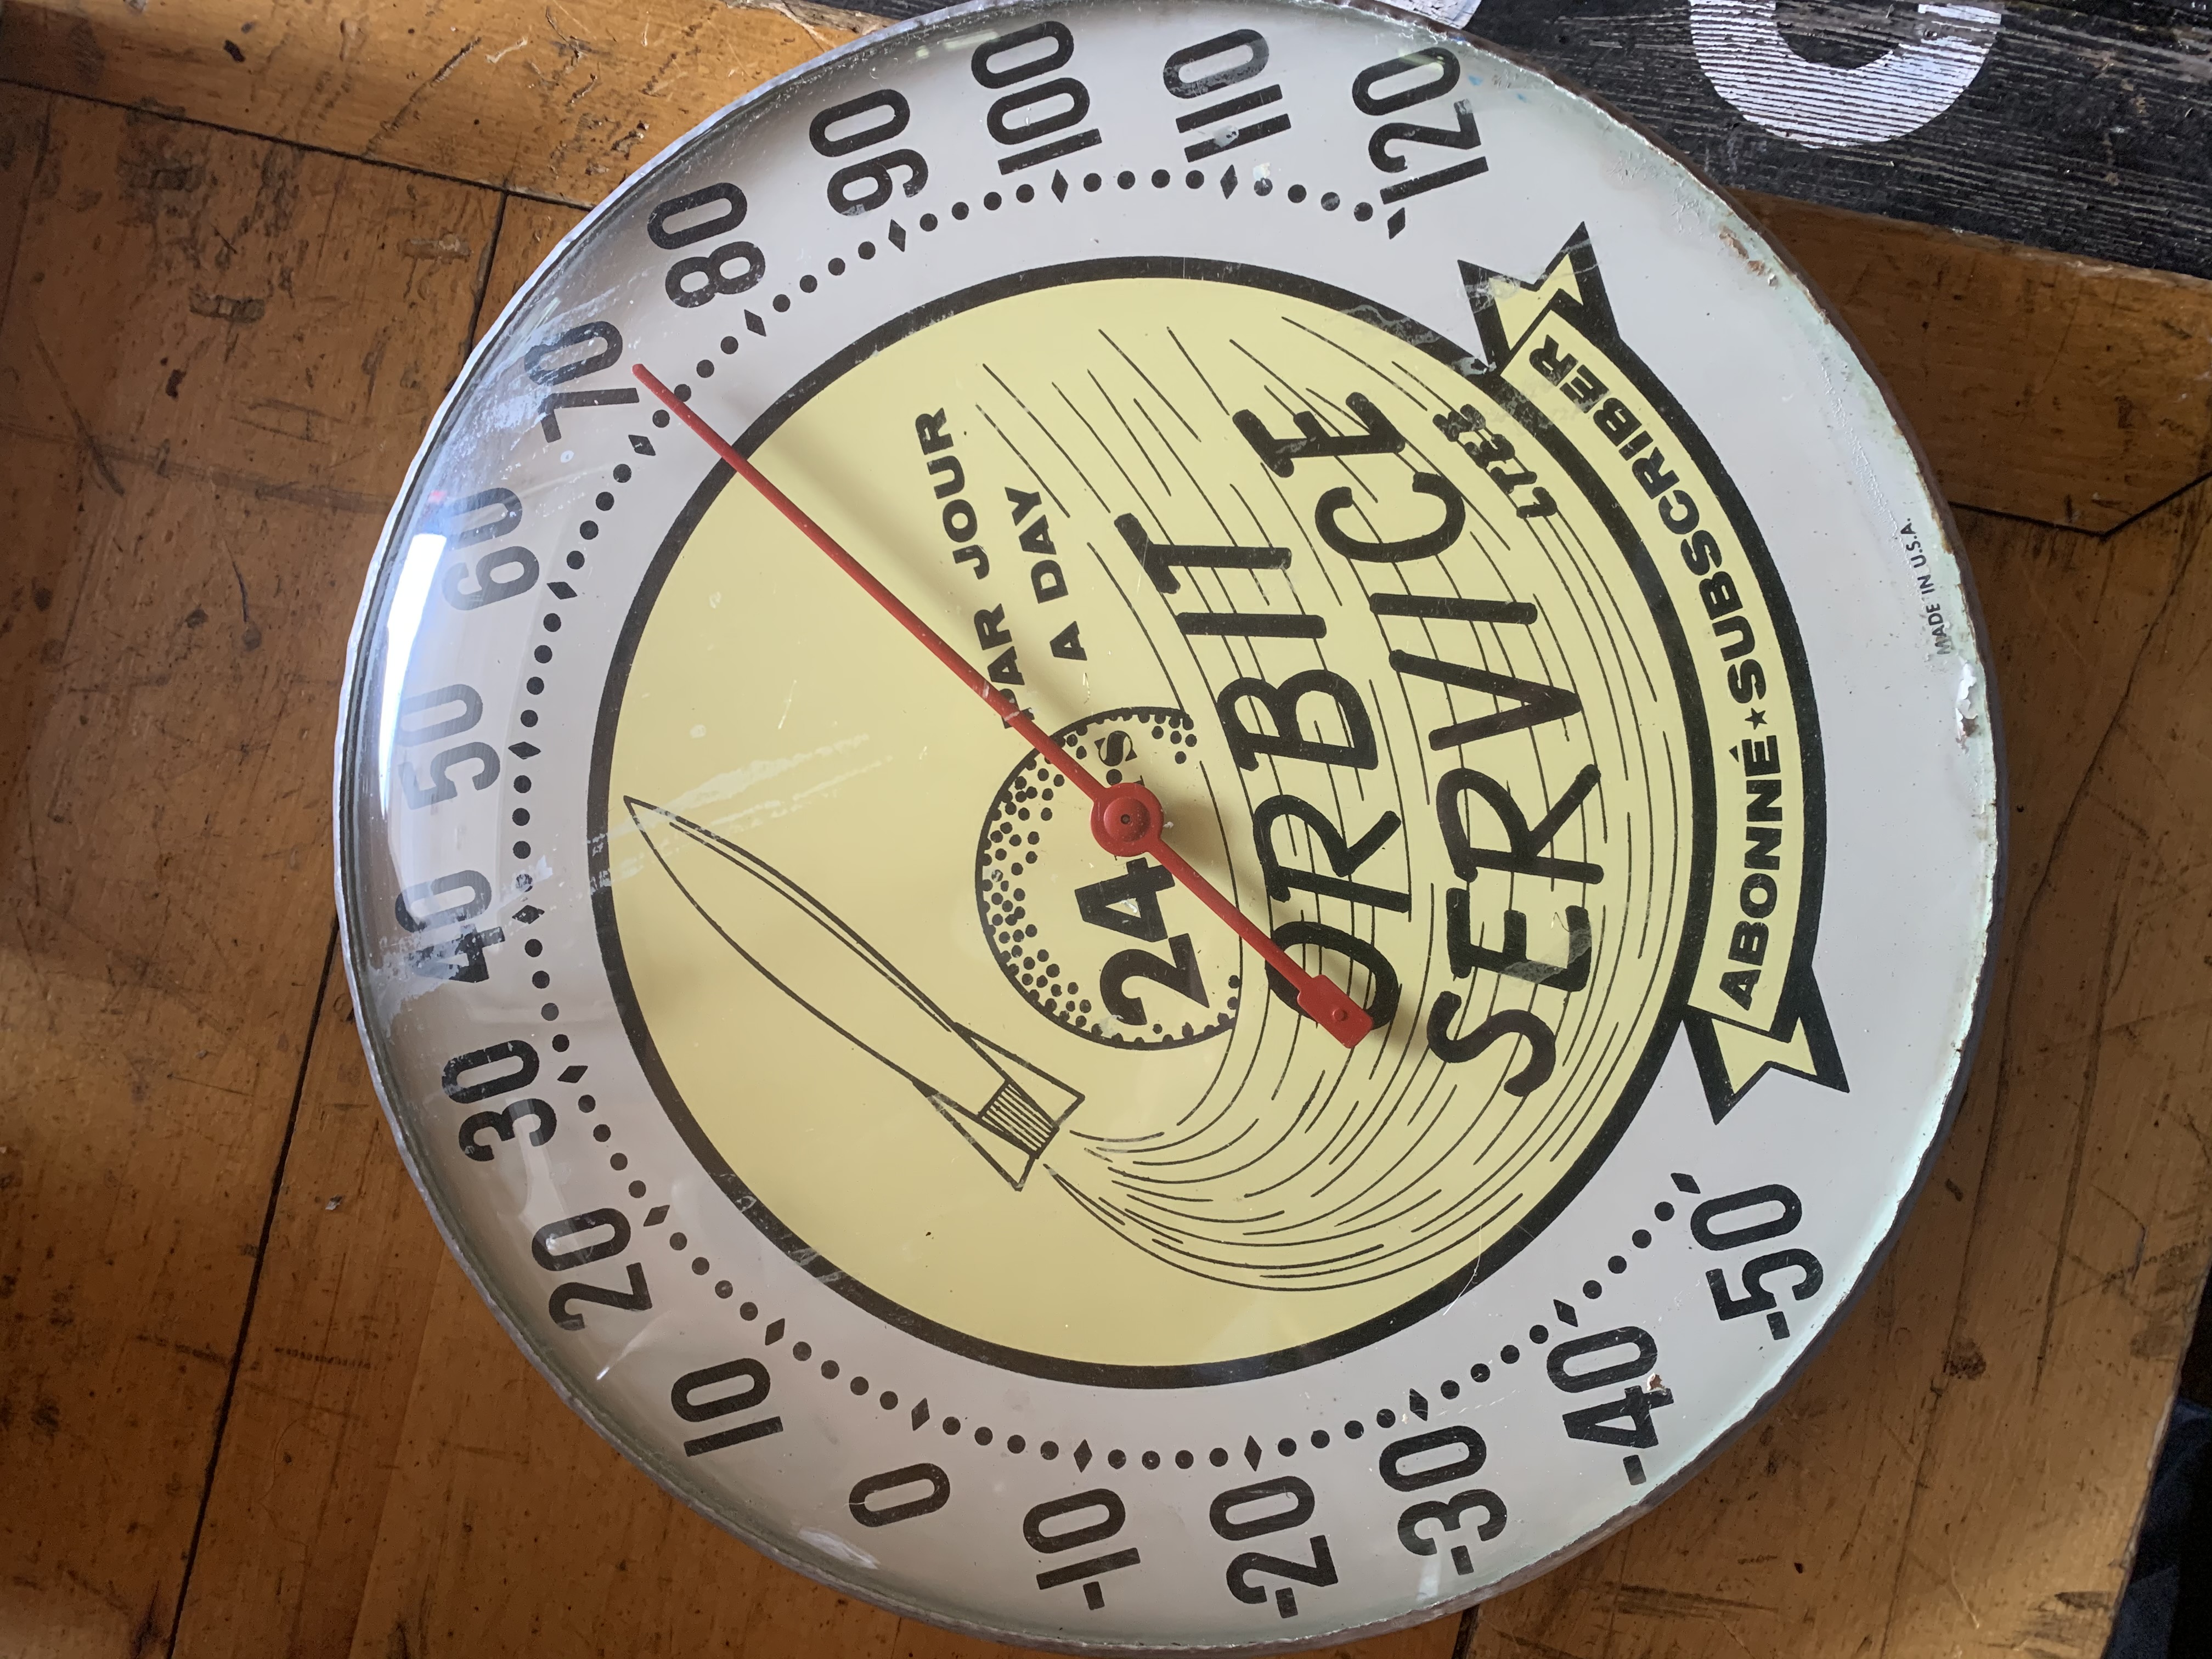 -50
-40
-30
-20
-10
0
10
20
30
40
50
60
70
80
90
100
110
120
PAR JOUR
A DAY
24
ORBIT
SERVICE
LTÉE
ABONNÉ ★ SUBSCRIBER
MADE IN U.S.A.